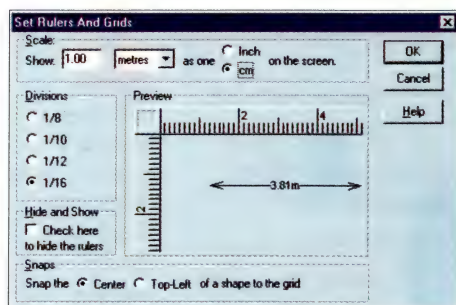 Set Rulers And Grids
Scale:
Show: 1.00 metres as one Inch cm on the screen.
OK
Cancel
Help
Divisions
1/8
1/10
1/12
1/16
Preview
2 4
2
3.81m
Hide and Show
Check here
to hide the rulers
Snaps
Snap the Center Top-Left of a shape to the grid